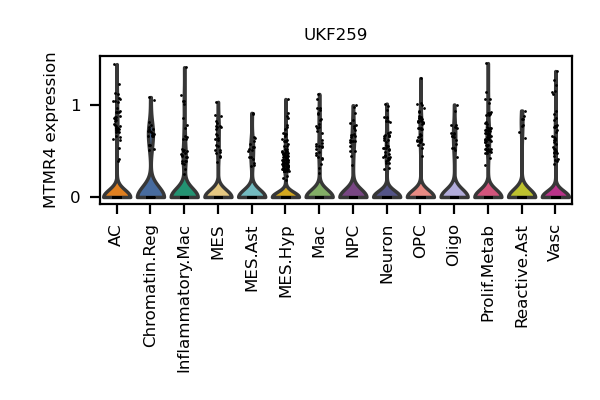 UKF259
MTMR4 expression
1
0
AC
Chromatin.Reg
Inflammatory.Mac
MES
MES.Ast
MES.Hyp
Mac
NPC
Neuron
OPC
Oligo
Prolif.Metab
Reactive.Ast
Vasc